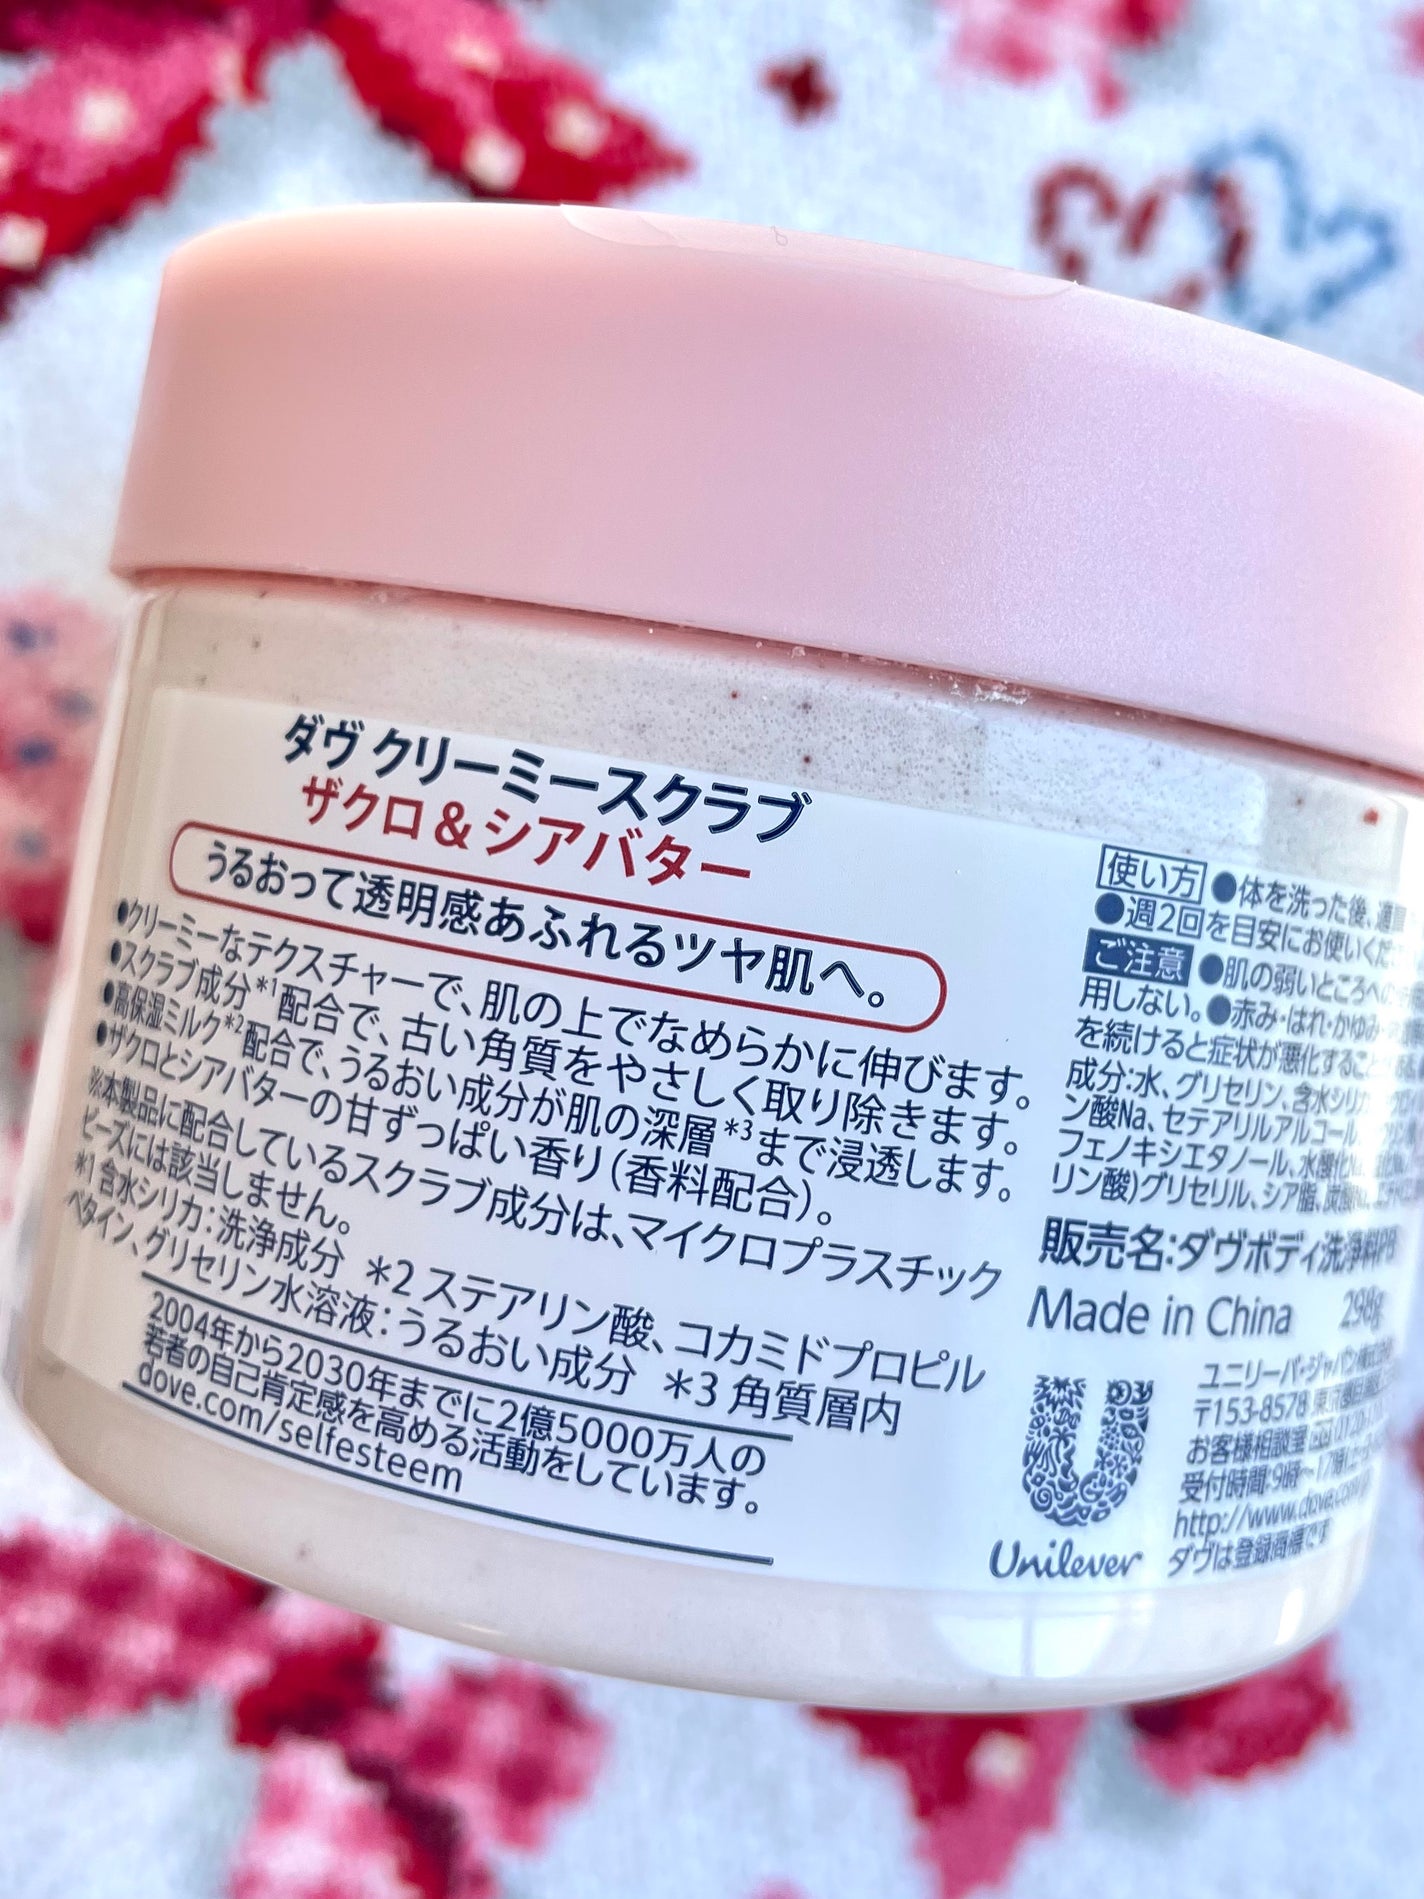 ダヴ クリーミースクラブ
ザクロ & シアバター
うるおって透明感あふれるツヤ肌へ。
●クリーミーなテクスチャーで、肌の上でなめらかに伸びます。
●スクラブ成分*1配合で、古い角質をやさしく取り除きます。
●高保湿ミルク*2配合で、うるおい成分が肌の深層*3まで浸透します。
●ザクロとシアバターの甘ずっぱい香り(香料配合)。
※本製品に配合しているスクラブ成分は、マイクロプラスチック
ビーズには該当しません。
*1 含水シリカ:洗浄成分 *2 ステアリン酸、コカミドプロピル
ベタイン、グリセリン水溶液:うるおい成分 *3 角質層内
2004年から2030年までに2億5000万人の
若者の自己肯定感を高める活動をしています。
dove.com/selfesteem
使い方 ●体を洗った後、適量
●週2回を目安にお使いくだ
ご注意 ●肌の弱いところへの
用しない。●赤み・はれ・かゆみ・
を続けると症状が悪化すること
成分:水、グリセリン、含水シリカ、
ン酸Na、セテアリルアルコール、
フェノキシエタノール、水酸化Na、
リン酸)グリセリル、シア脂、
販売名:ダヴボディ洗浄料PB
Made in China 298g
Unilever
ユニリーバ・ジャパン株式会社
〒153-8578 東京都目黒区
お客様相談室
受付時間:9時～17時
http://www.dove.com/jp
ダヴは登録商標です